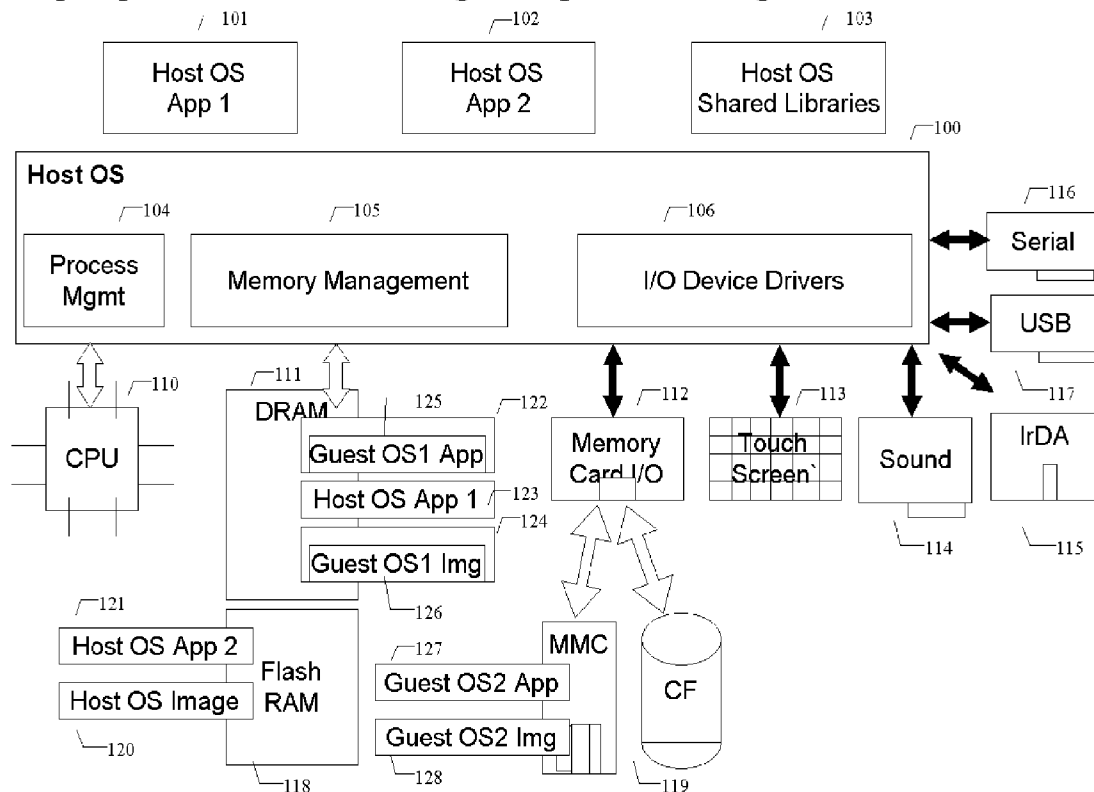 101
102
103
Host OS
App 1
Host OS
App 2
Host OS
Shared Libraries
100
Host OS
104
105
106
116
Process
Mgmt
Memory Management
I/O Device Drivers
Serial
USB
110
111
112
113
117
DRAM
125
122
CPU
Guest OS1 App
Memory
Card I/O
Touch
Screen`
Sound
IrDA
Host OS App 1
123
124
Guest OS1 Img
114
115
126
121
Host OS App 2
Flash
RAM
127
MMC
CF
Guest OS2 App
Host OS Image
Guest OS2 Img
120
118
128
119